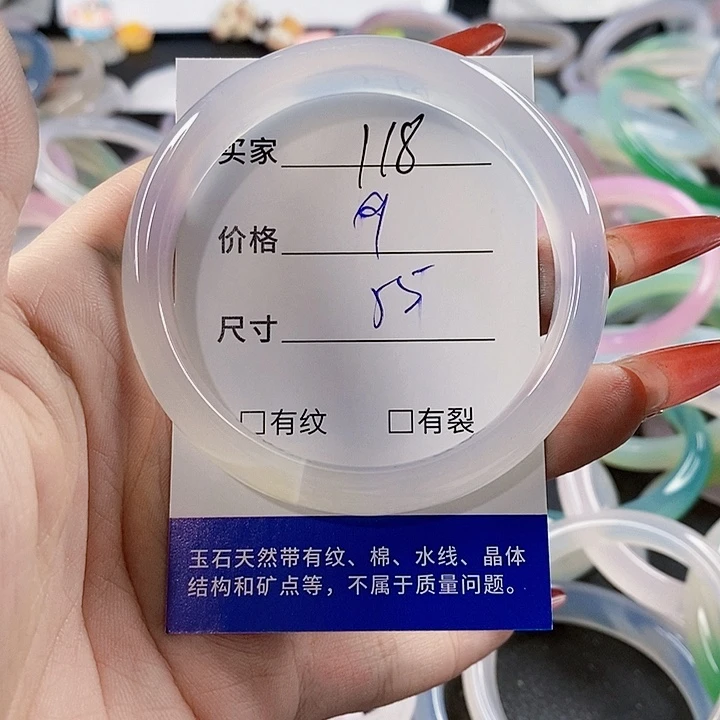 买家 118
价格 9
尺寸 55
□有纹 □有裂
玉石天然带有纹、棉、水线、晶体
结构和矿点等，不属于质量问题。